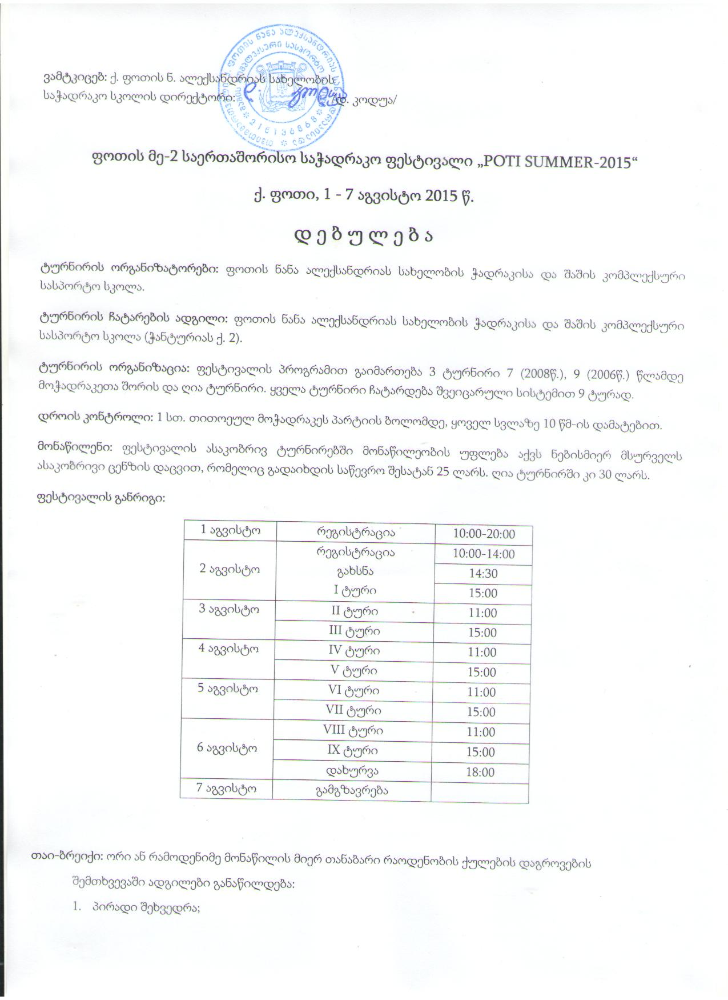 ვამტკიცებ: ქ. ფოთის ნ. ალექსანდრიას სახელობის
საჭადრაკო სკოლის დირექტორი: /დ. კოდუა/
216136868
ფოთის მე-2 საერთაშორისო საჭადრაკო ფესტივალი „POTI SUMMER-2015“
ქ. ფოთი, 1 - 7 აგვისტო 2015 წ.
დ ე ბ უ ლ ე ბ ა
ტურნირის ორგანიზატორები: ფოთის ნანა ალექსანდრიას სახელობის ჭადრაკისა და შაშის კომპლექსური
სასპორტო სკოლა.
ტურნირის ჩატარების ადგილი: ფოთის ნანა ალექსანდრიას სახელობის ჭადრაკისა და შაშის კომპლექსური
სასპორტო სკოლა (ჭანტურიას ქ. 2).
ტურნირის ორგანიზაცია: ფესტივალის პროგრამით გაიმართება 3 ტურნირი 7 (2008წ.), 9 (2006წ.) წლამდე
მოჭადრაკეთა შორის და ღია ტურნირი. ყველა ტურნირი ჩატარდება შვეიცარული სისტემით 9 ტურად.
დროის კონტროლი: 1 სთ. თითოეულ მოჭადრაკეს პარტიის ბოლომდე, ყოველ სვლაზე 10 წმ-ის დამატებით.
მონაწილენი: ფესტივალის ასაკობრივ ტურნირებში მონაწილეობის უფლება აქვს ნებისმიერ მსურველს
ასაკობრივი ცენზის დაცვით, რომელიც გადაიხდის საწევრო შესატან 25 ლარს. ღია ტურნირში კი 30 ლარს.
ფესტივალის განრიგი:
1 აგვისტო რეგისტრაცია 10:00-20:00
რეგისტრაცია 10:00-14:00
2 აგვისტო გახსნა 14:30
I ტური 15:00
3 აგვისტო II ტური 11:00
III ტური 15:00
4 აგვისტო IV ტური 11:00
V ტური 15:00
5 აგვისტო VI ტური 11:00
VII ტური 15:00
VIII ტური 11:00
6 აგვისტო IX ტური 15:00
დახურვა 18:00
7 აგვისტო გამგზავრება
თაი-ბრეიქი: ორი ან რამოდენიმე მონაწილის მიერ თანაბარი რაოდენობის ქულების დაგროვების
შემთხვევაში ადგილები განაწილდება:
1. პირადი შეხვედრა;